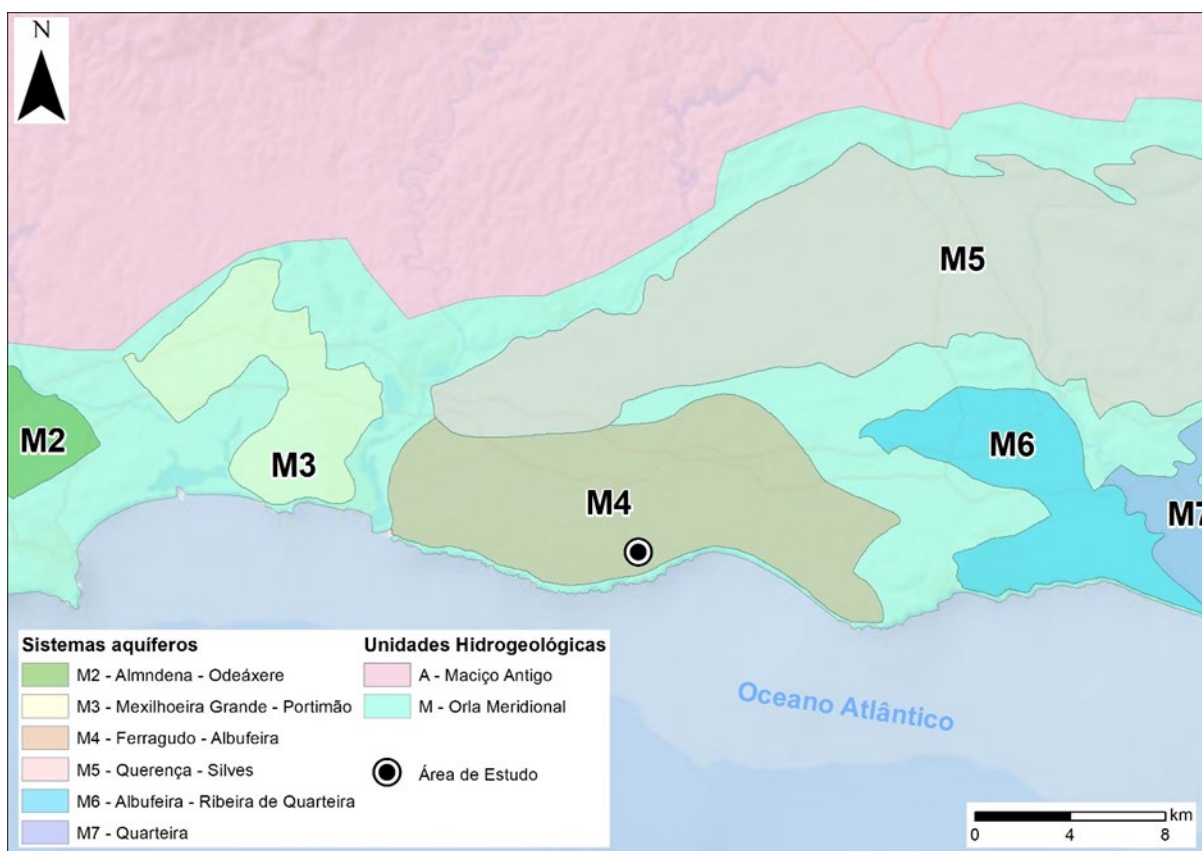 N
M5
M2
M3
M4
M6
M7
Oceano Atlântico
Sistemas aquíferos
M2 - Almndena - Odeáxere
M3 - Mexilhoeira Grande - Portimão
M4 - Ferragudo - Albufeira
M5 - Querença - Silves
M6 - Albufeira - Ribeira de Quarteira
M7 - Quarteira
Unidades Hidrogeológicas
A - Maciço Antigo
M - Orla Meridional
Área de Estudo
km
0 4 8